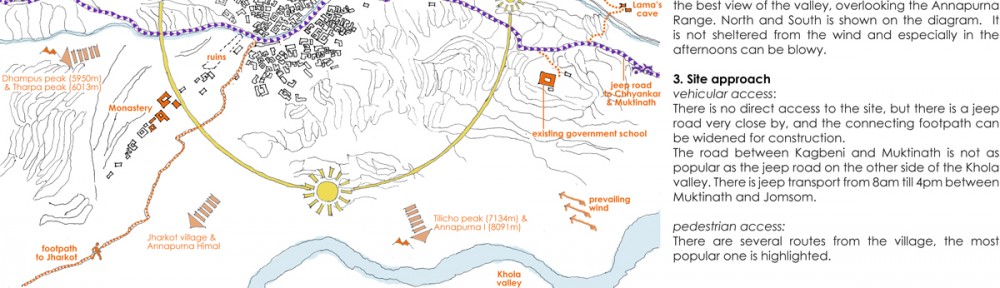 Lama's
cave
ruins
Dhampus peak (5950m)
& Tharpa peak (6013m)
Monastery
jeep road
to Chhyankar
& Muktinath
existing government school
prevailing
wind
Tilicho peak (7134m) &
Annapurna I (8091m)
Jharkot village &
Annapurna Himal
footpath
to Jharkot
Khola
valley
the best view of the valley, overlooking the Annapurna
Range. North and South is shown on the diagram. It
is not sheltered from the wind and especially in the
afternoons can be blowy.
3. Site approach
vehicular access:
There is no direct access to the site, but there is a jeep
road very close by, and the connecting footpath can
be widened for construction.
The road between Kagbeni and Muktinath is not as
popular as the jeep road on the other side of the Khola
valley. There is jeep transport from 8am till 4pm between
Muktinath and Jomsom.
pedestrian access:
There are several routes from the village, the most
popular one is highlighted.